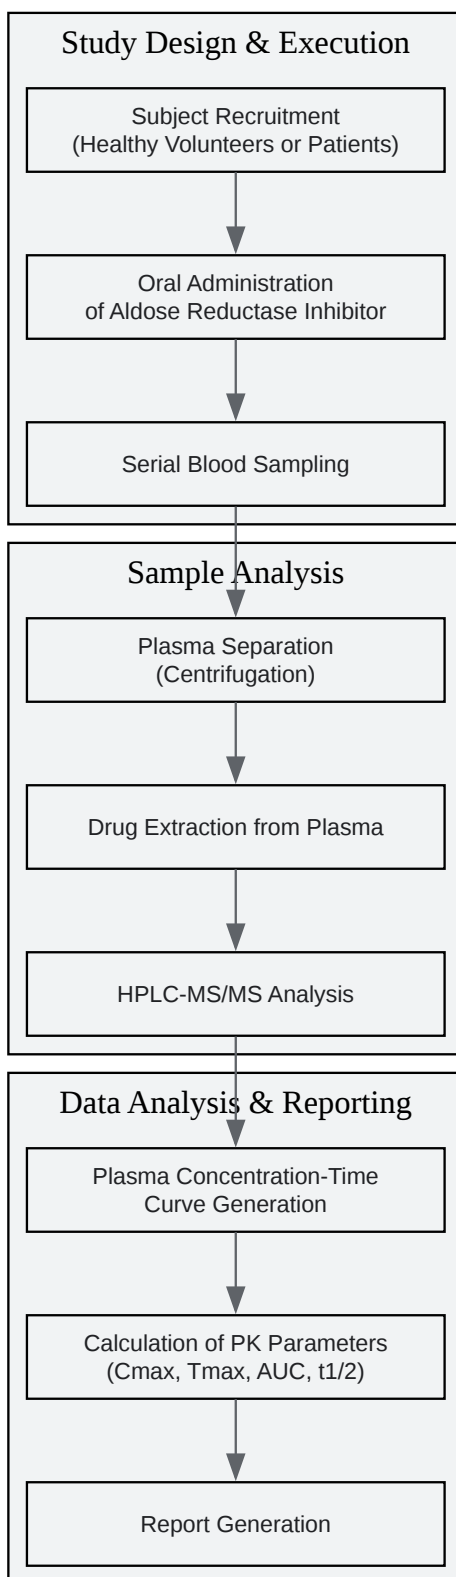 Study Design & Execution
Subject Recruitment
(Healthy Volunteers or Patients)
Oral Administration
of Aldose Reductase Inhibitor
Serial Blood Sampling
Sample Analysis
Plasma Separation
(Centrifugation)
Drug Extraction from Plasma
HPLC-MS/MS Analysis
Data Analysis & Reporting
Plasma Concentration-Time
Curve Generation
Calculation of PK Parameters
(Cmax, Tmax, AUC, t1/2)
Report Generation